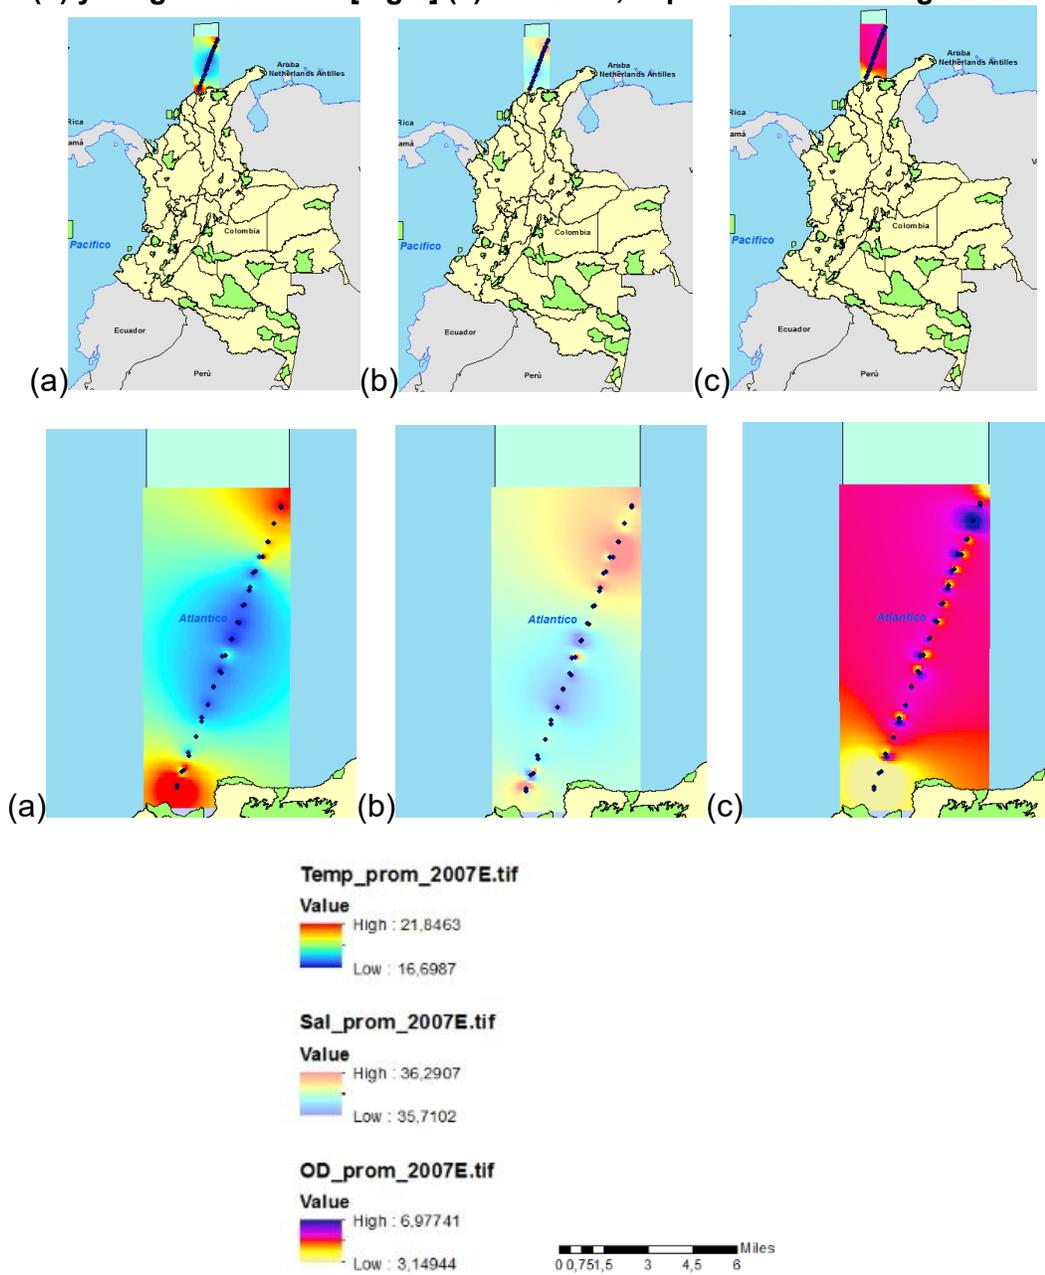 Aruba
Netherlands Antilles
Rica
amá
Colombia
Pacifico
Ecuador
Perú
(a)
Aruba
Netherlands Antilles
Rica
amá
V
Colombia
Pacifico
Ecuador
Perú
(b)
Aruba
Netherlands Antilles
Rica
amá
V
Colombia
Pacifico
Ecuador
Perú
(c)
Atlantico
(a)
Atlantico
(b)
Atlantico
(c)
Temp_prom_2007E.tif
Value
High : 21,8463
Low : 16,6987
Sal_prom_2007E.tif
Value
High : 36,2907
Low : 35,7102
OD_prom_2007E.tif
Value
High : 6,97741
Low : 3,14944
Miles
0 0,75 1,5 3 4,5 6